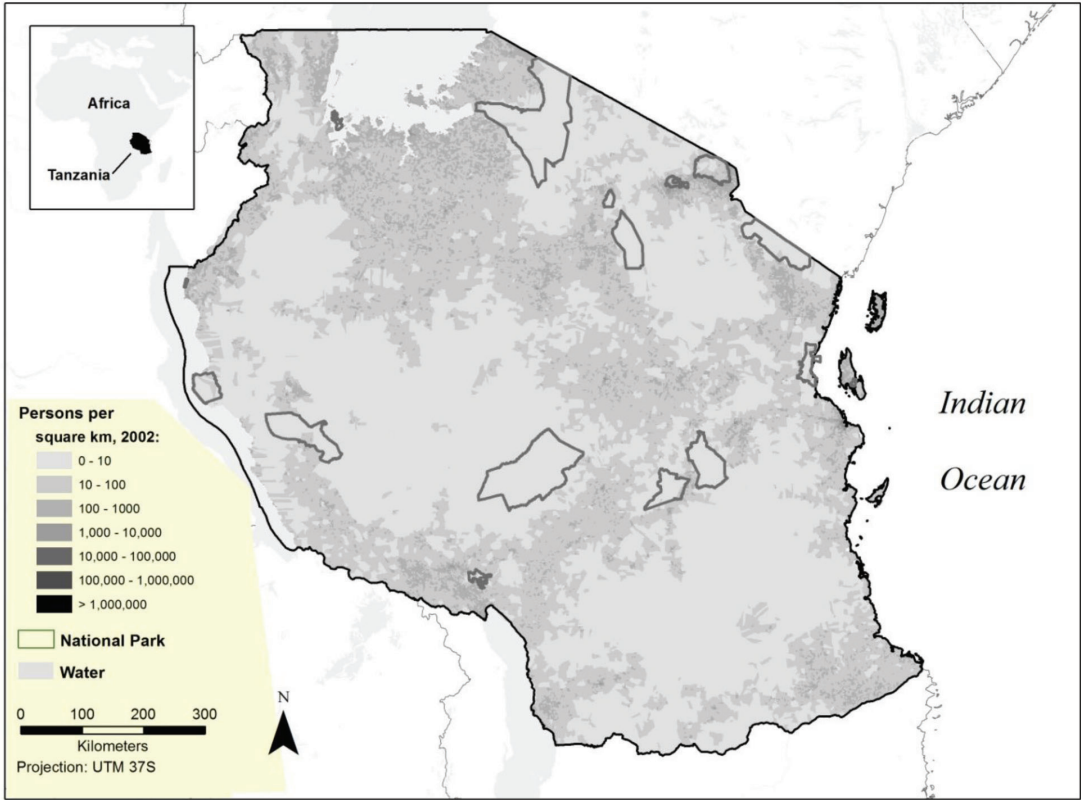 Africa
Tanzania
Indian
Ocean
Persons per
square km, 2002:
0 - 10
10 - 100
100 - 1000
1,000 - 10,000
10,000 - 100,000
100,000 - 1,000,000
> 1,000,000
National Park
Water
0 100 200 300
Kilometers
Projection: UTM 37S
N